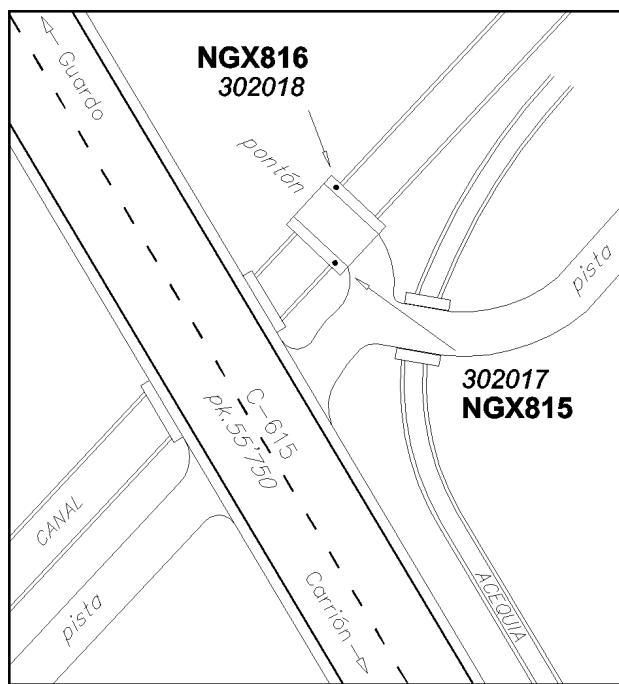 Guardo
NGX816
302018
pontón
pista
302017
NGX815
C-615
pk.55'750
CANAL
pista
Carrión
ACEQUIA